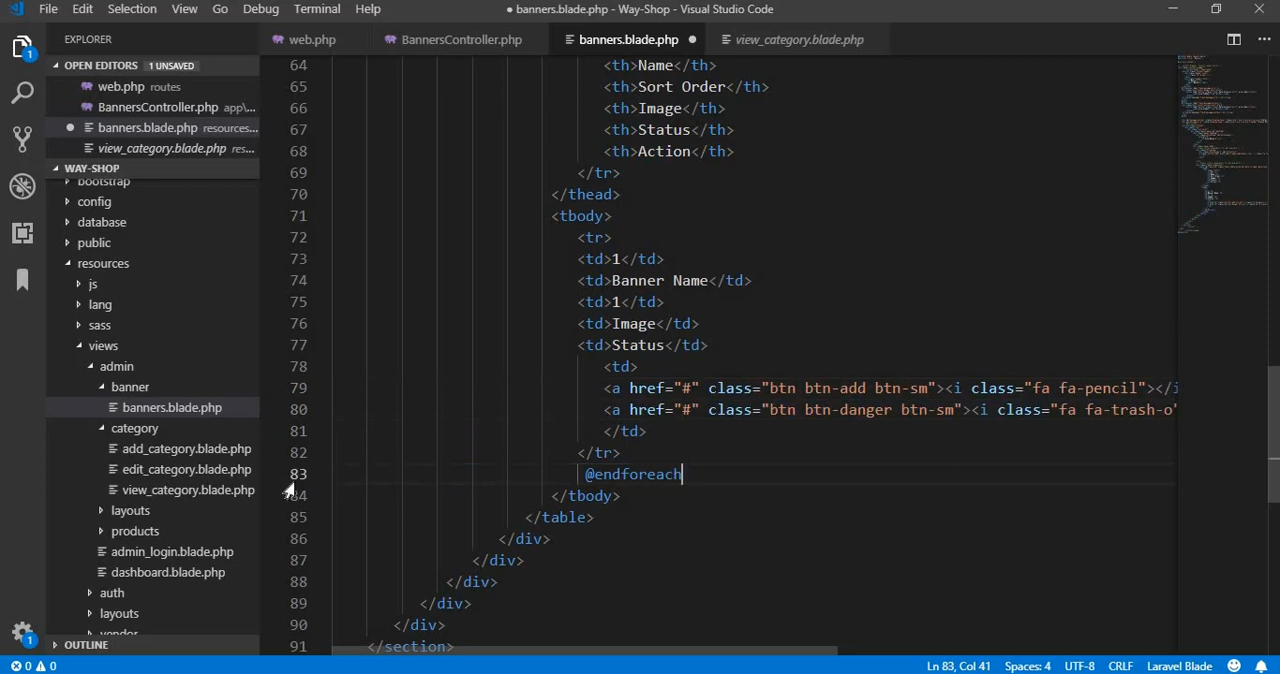 File Edit Selection View Go Debug Terminal Help
● banners.blade.php - Way-Shop - Visual Studio Code
EXPLORER
OPEN EDITORS 1 UNSAVED
web.php routes
BannersController.php app\...
banners.blade.php resources...
view_category.blade.php res...
WAY-SHOP
bootstrap
config
database
public
resources
js
lang
sass
views
admin
banner
banners.blade.php
category
add_category.blade.php
edit_category.blade.php
view_category.blade.php
layouts
products
admin_login.blade.php
dashboard.blade.php
auth
layouts
vendor
OUTLINE
1
1
web.php BannersController.php banners.blade.php ● view_category.blade.php
64 <th>Name</th>
65 <th>Sort Order</th>
66 <th>Image</th>
67 <th>Status</th>
68 <th>Action</th>
69 </tr>
70 </thead>
71 <tbody>
72 <tr>
73 <td>1</td>
74 <td>Banner Name</td>
75 <td>1</td>
76 <td>Image</td>
77 <td>Status</td>
78 <td>
79 <a href="#" class="btn btn-add btn-sm"><i class="fa fa-pencil"></i
80 <a href="#" class="btn btn-danger btn-sm"><i class="fa fa-trash-o"
81 </td>
82 </tr>
83 @endforeach
84 </tbody>
85 </table>
86 </div>
87 </div>
88 </div>
89 </div>
90 </div>
91 </section>
0 0 Ln 83, Col 41 Spaces: 4 UTF-8 CRLF Laravel Blade